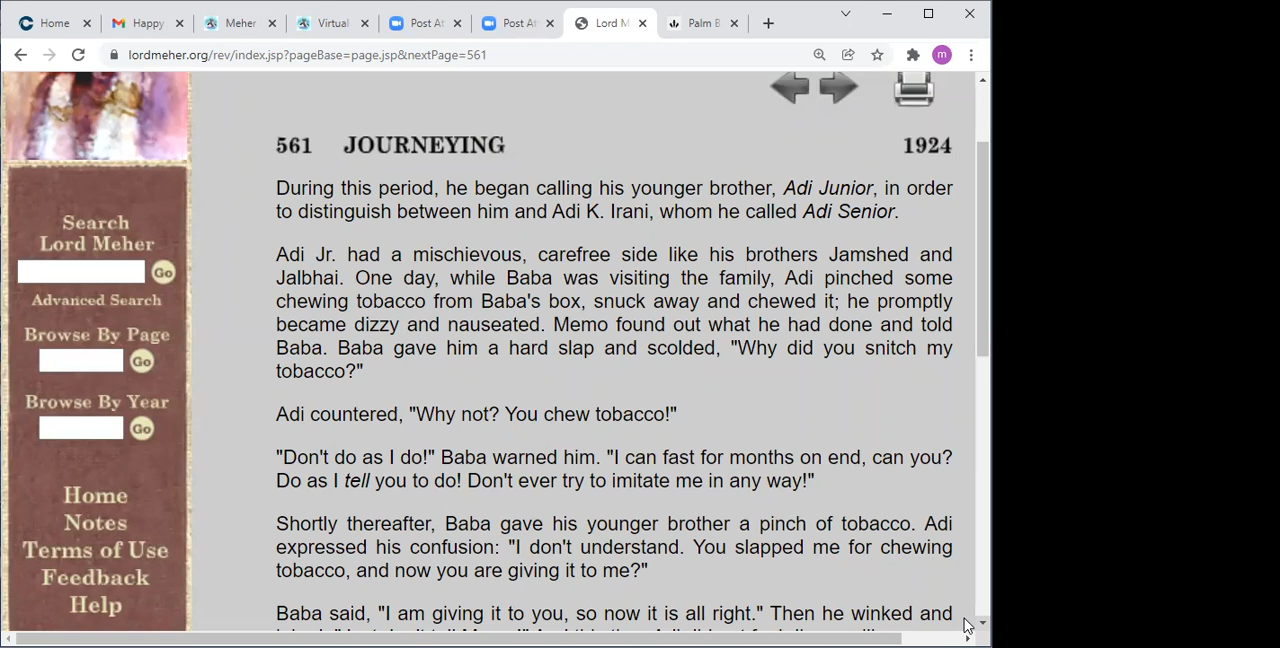 Home
Happy
Meher
Virtual
Post At
Post At
Lord M
Palm B
lordmeher.org/rev/index.jsp?pageBase=page.jsp&nextPage=561
m
561 JOURNEYING 1924
During this period, he began calling his younger brother, Adi Junior, in order
to distinguish between him and Adi K. Irani, whom he called Adi Senior.
Adi Jr. had a mischievous, carefree side like his brothers Jamshed and
Jalbhai. One day, while Baba was visiting the family, Adi pinched some
chewing tobacco from Baba's box, snuck away and chewed it; he promptly
became dizzy and nauseated. Memo found out what he had done and told
Baba. Baba gave him a hard slap and scolded, "Why did you snitch my
tobacco?"
Adi countered, "Why not? You chew tobacco!"
"Don't do as I do!" Baba warned him. "I can fast for months on end, can you?
Do as I tell you to do! Don't ever try to imitate me in any way!"
Shortly thereafter, Baba gave his younger brother a pinch of tobacco. Adi
expressed his confusion: "I don't understand. You slapped me for chewing
tobacco, and now you are giving it to me?"
Baba said, "I am giving it to you, so now it is all right." Then he winked and
Search
Lord Meher
Go
Advanced Search
Browse By Page
Go
Browse By Year
Go
Home
Notes
Terms of Use
Feedback
Help